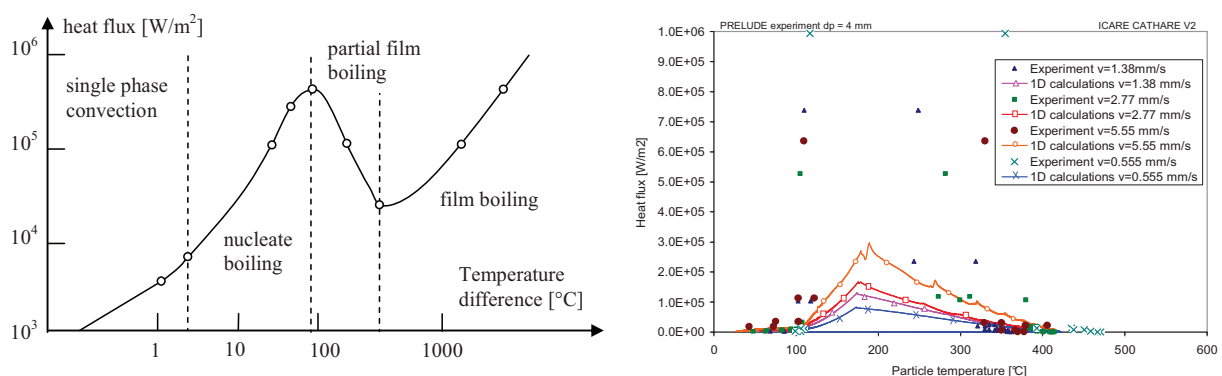 heat flux [W/m²]
10⁶
partial film
boiling
single phase
convection
10⁵
film boiling
10⁴
nucleate
boiling
Temperature
difference [°C]
10³
1
10
100
1000
PRELUDE experiment dp = 4 mm
ICARE CATHARE V2
1.0E+06
9.0E+05
8.0E+05
7.0E+05
6.0E+05
5.0E+05
4.0E+05
3.0E+05
2.0E+05
1.0E+05
0.0E+00
Heat flux [W/m2]
Experiment v=1.38mm/s
1D calculations v=1.38 mm/s
Experiment v=2.77 mm/s
1D calculations v=2.77 mm/s
Experiment v=5.55 mm/s
1D calculations v=5.55 mm/s
Experiment v=0.555 mm/s
1D calculations v=0.555 mm/s
0
100
200
300
400
500
600
Particle temperature [°C]